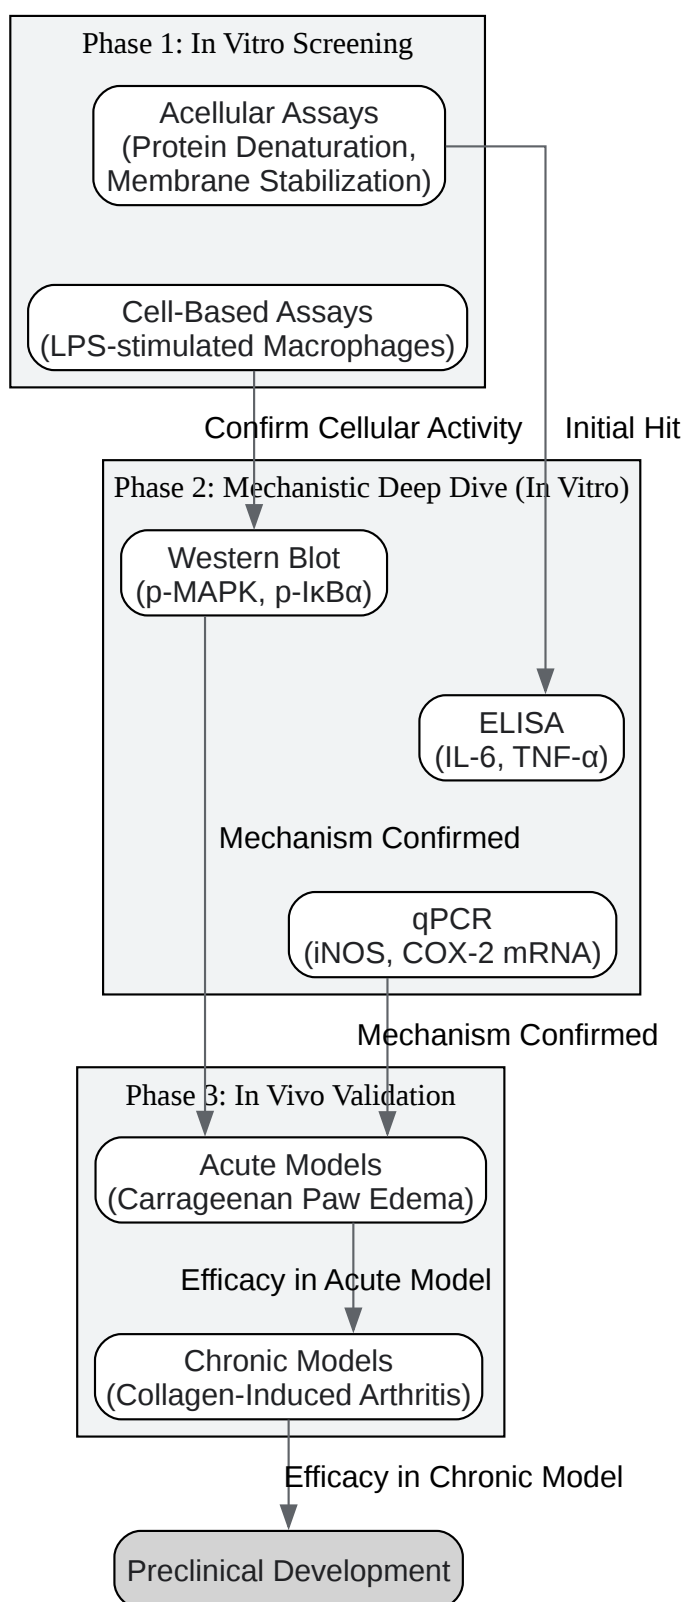 Phase 1: In Vitro Screening
Acellular Assays
(Protein Denaturation,
Membrane Stabilization)
Cell-Based Assays
(LPS-stimulated Macrophages)
Confirm Cellular Activity
Initial Hit
Phase 2: Mechanistic Deep Dive (In Vitro)
Western Blot
(p-MAPK, p-IκBα)
ELISA
(IL-6, TNF-α)
Mechanism Confirmed
qPCR
(iNOS, COX-2 mRNA)
Mechanism Confirmed
Phase 3: In Vivo Validation
Acute Models
(Carrageenan Paw Edema)
Efficacy in Acute Model
Chronic Models
(Collagen-Induced Arthritis)
Efficacy in Chronic Model
Preclinical Development